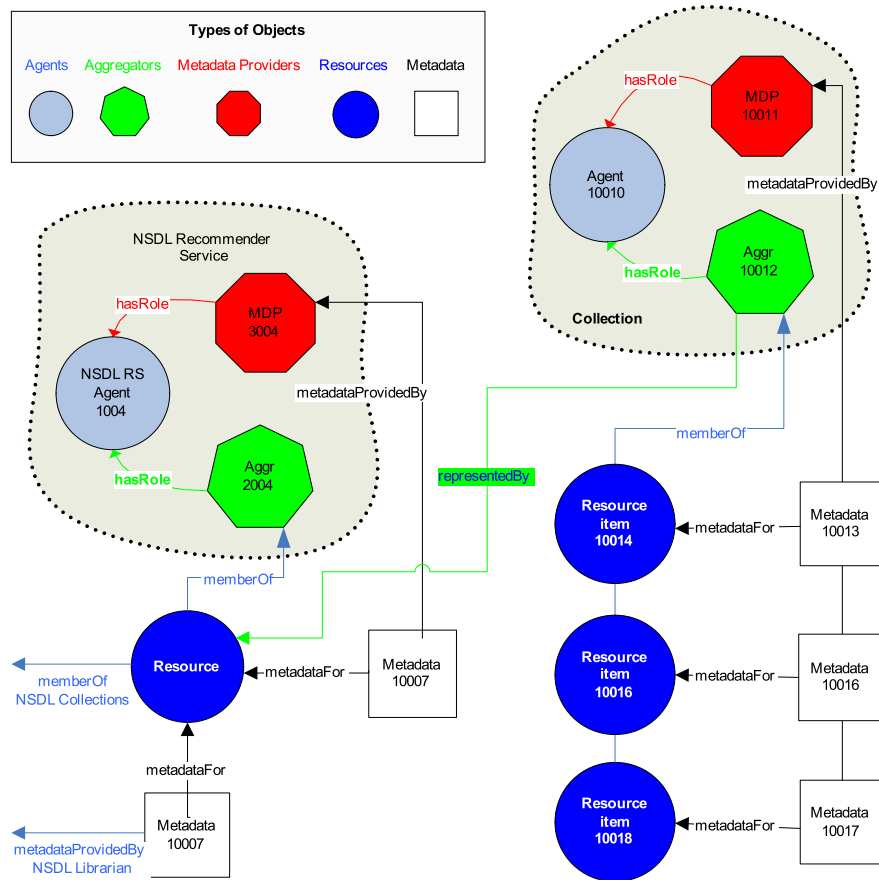 Types of Objects
Agents
Aggregators
Metadata Providers
Resources
Metadata
hasRole
MDP
10011
Agent
10010
metadataProvidedBy
Aggr
10012
hasRole
Collection
NSDL Recommender
Service
hasRole
MDP
3004
NSDL RS
Agent
1004
metadataProvidedBy
Aggr
2004
hasRole
memberOf
representedBy
Resource
item
10014
metadataFor
Metadata
10013
memberOf
Resource
metadataFor
Metadata
10007
memberOf
NSDL Collections
Resource
item
10016
metadataFor
Metadata
10016
metadataFor
Metadata
10007
metadataProvidedBy
NSDL Librarian
Resource
item
10018
metadataFor
Metadata
10017